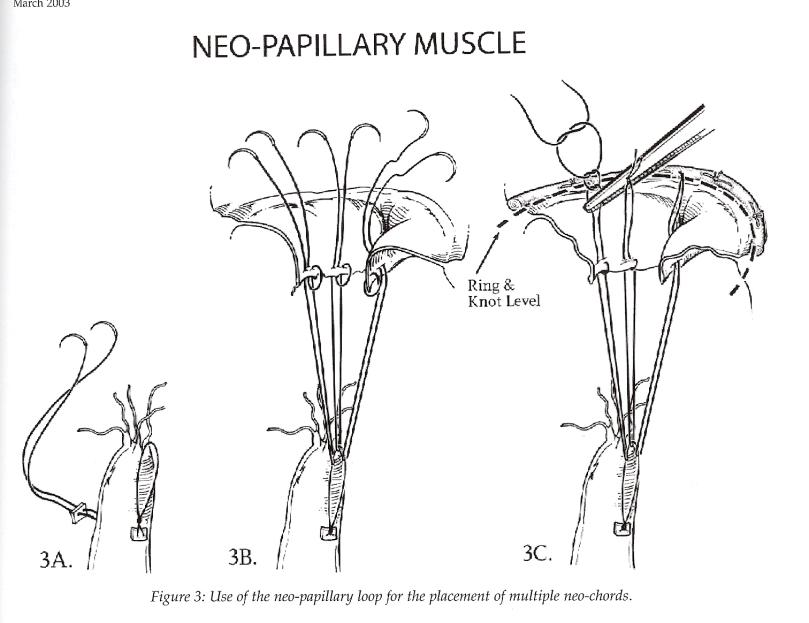 March 2003
NEO-PAPILLARY MUSCLE
Ring &
Knot Level
3A.
3B.
3C.
Figure 3: Use of the neo-papillary loop for the placement of multiple neo-chords.